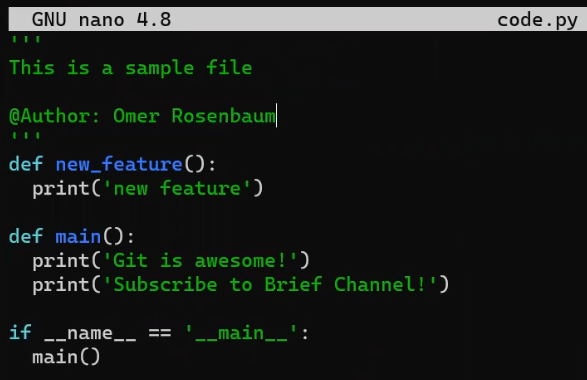 GNU nano 4.8 code.py
'''
This is a sample file

@Author: Omer Rosenbaum
'''
def new_feature():
  print('new feature')

def main():
  print('Git is awesome!')
  print('Subscribe to Brief Channel!')

if __name__ == '__main__':
  main()